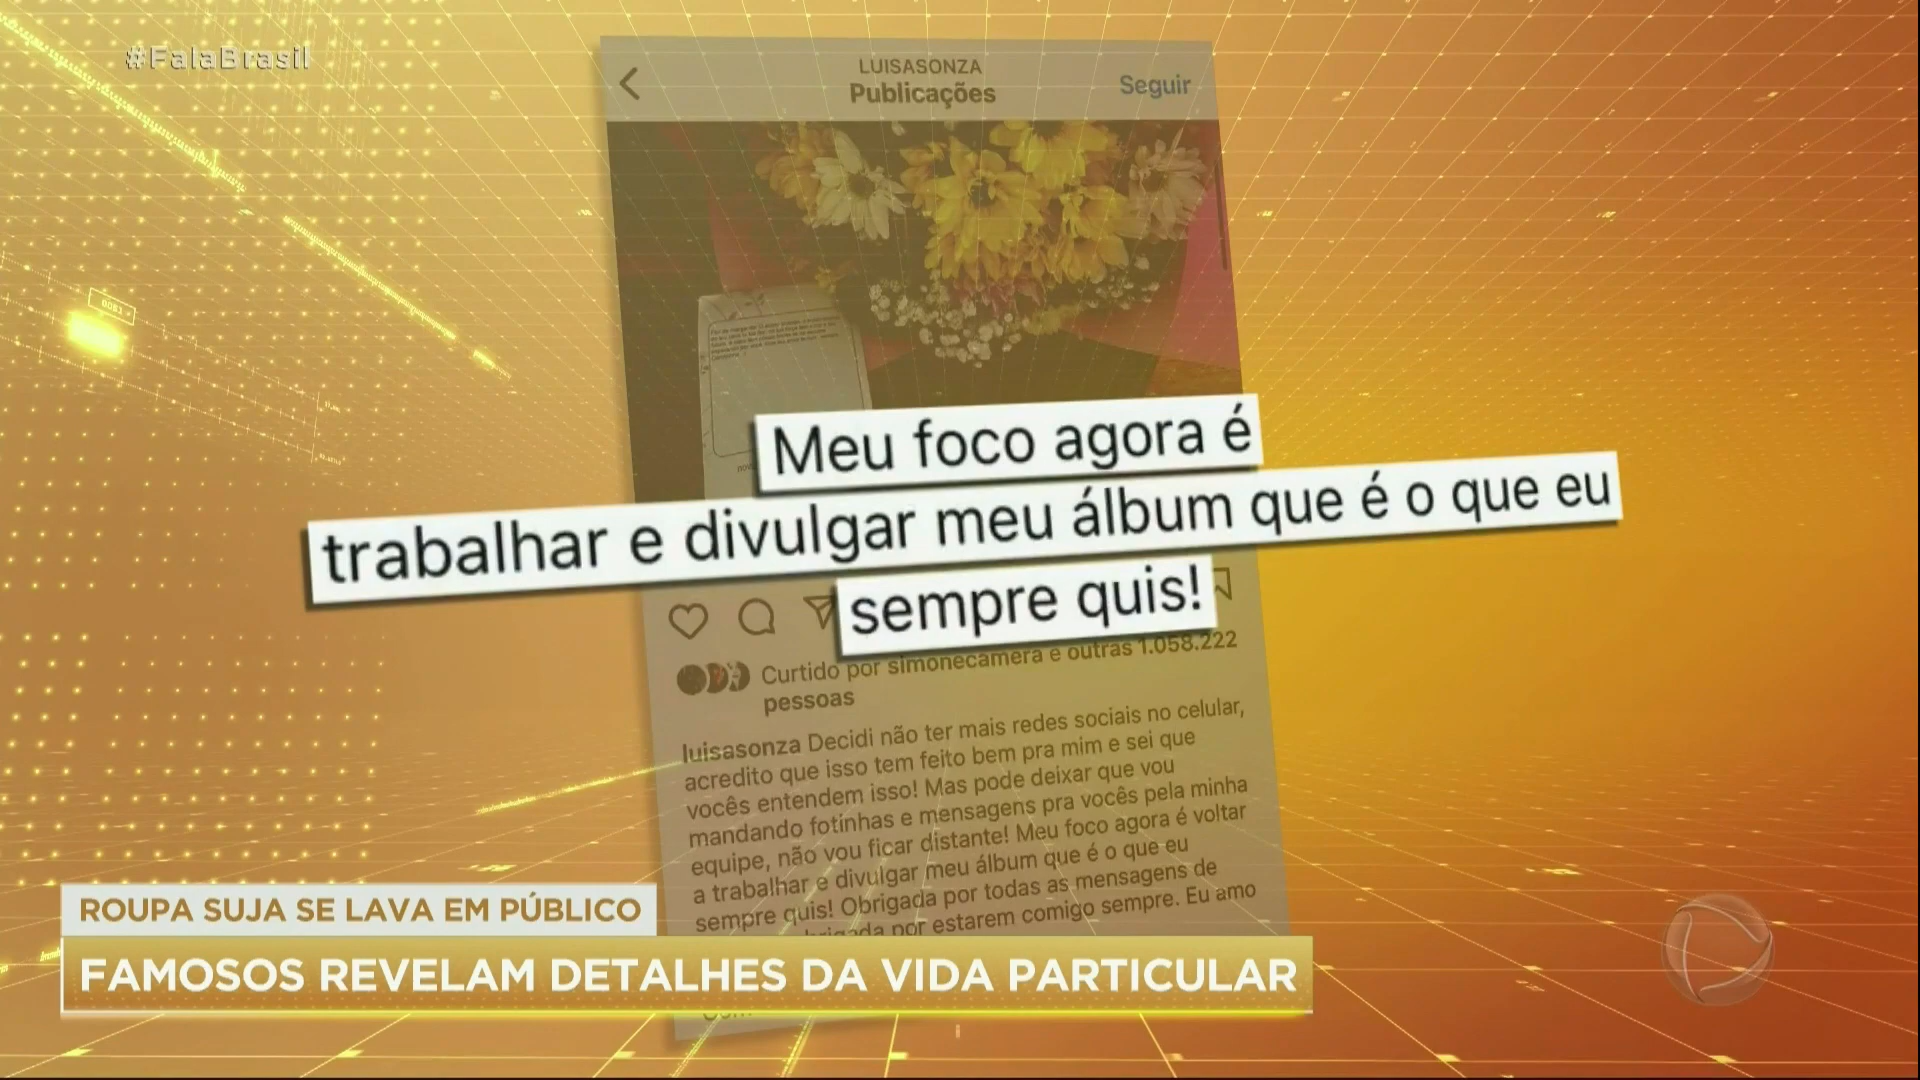 #FalaBrasil
LUISASONZA
Publicações
Seguir
Meu foco agora é
trabalhar e divulgar meu álbum que é o que eu
sempre quis!
Curtido por simonecamera e outras 1.058.222
pessoas
luisasonza Decidi não ter mais redes sociais no celular,
acredito que isso tem feito bem pra mim e sei que
vocês entendem isso! Mas pode deixar que vou
mandando fotinhas e mensagens pra vocês pela minha
equipe, não vou ficar distante! Meu foco agora é voltar
a trabalhar e divulgar meu álbum que é o que eu
sempre quis! Obrigada por todas as mensagens de
por estarem comigo sempre. Eu amo
ROUPA SUJA SE LAVA EM PÚBLICO
FAMOSOS REVELAM DETALHES DA VIDA PARTICULAR